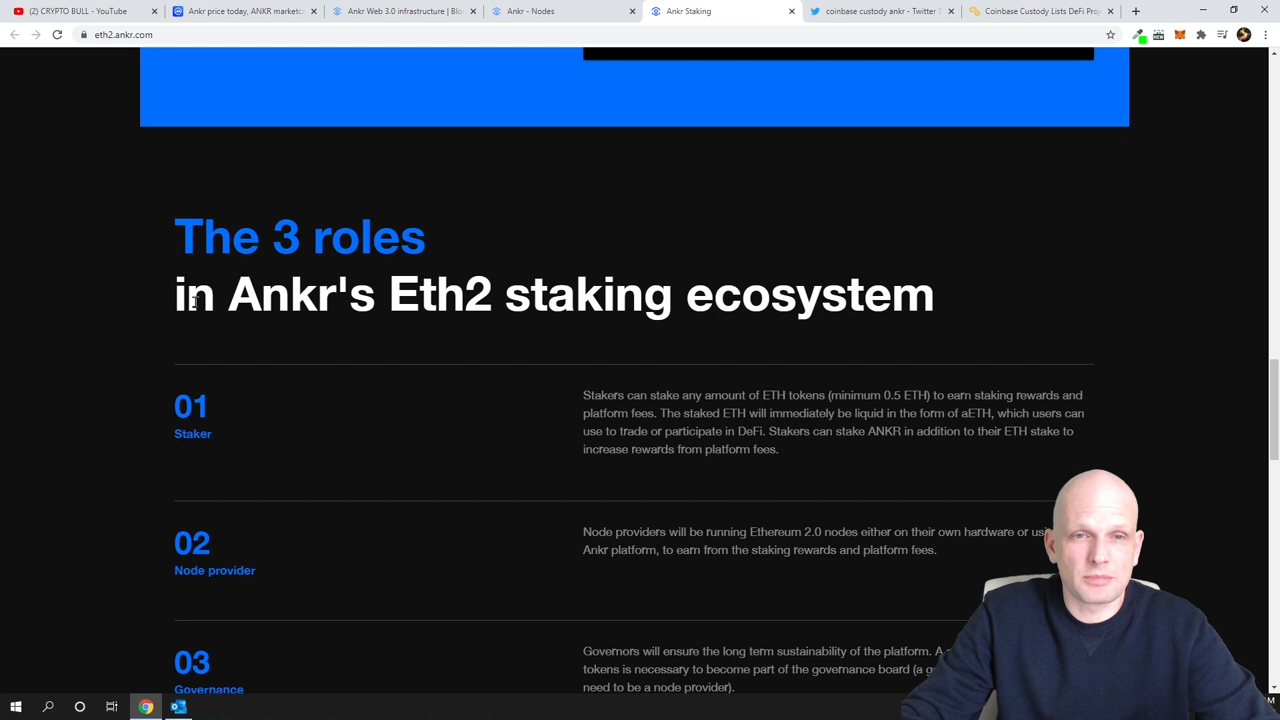 (2) CRYPTO BULL - YouTube
Ankr price today, ANKR marketc
Ankr Web 3.0 infrastructure | Blo
Ankr - Nodes
Ankr Staking
coinbase custody ankr - Twitter S
Coinbase Custody Lists DeFi Proj
eth2.ankr.com
The 3 roles
in Ankr's Eth2 staking ecosystem
01
Staker
Stakers can stake any amount of ETH tokens (minimum 0.5 ETH) to earn staking rewards and
platform fees. The staked ETH will immediately be liquid in the form of aETH, which users can
use to trade or participate in DeFi. Stakers can stake ANKR in addition to their ETH stake to
increase rewards from platform fees.
02
Node provider
Node providers will be running Ethereum 2.0 nodes either on their own hardware or usi
Ankr platform, to earn from the staking rewards and platform fees.
03
Governance
Governors will ensure the long term sustainability of the platform. A
tokens is necessary to become part of the governance board (a g
need to be a node provider).